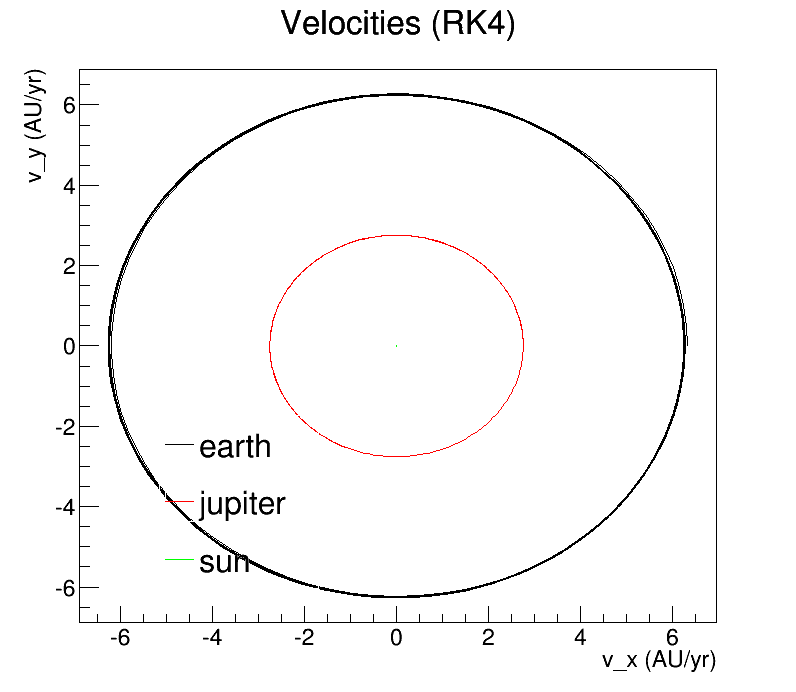 Velocities (RK4)
v_y (AU/yr)
6
4
2
0
-2
-4
-6
earth
jupiter
sun
-6 -4 -2 0 2 4 6
v_x (AU/yr)